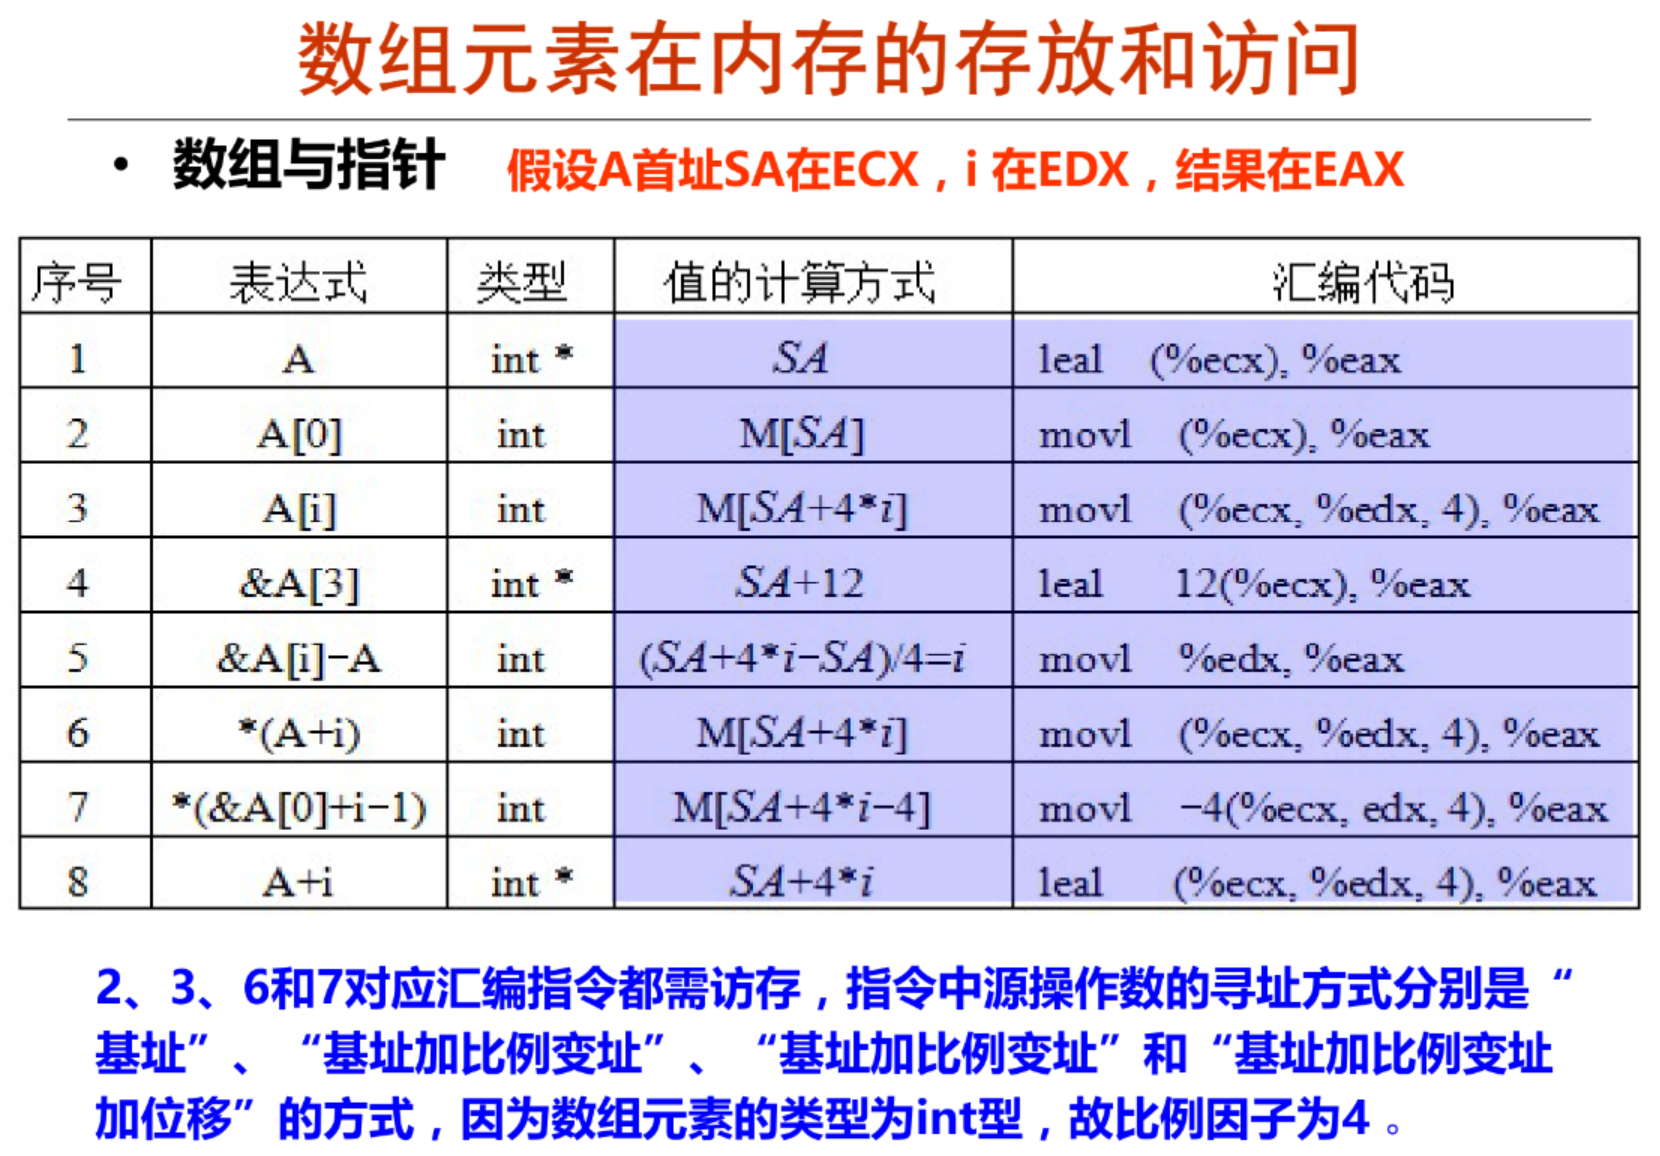 数组元素在内存的存放和访问
• 数组与指针 假设A首址SA在ECX，i 在EDX，结果在EAX
序号 表达式 类型 值的计算方式 汇编代码
1 A int * SA leal (%ecx), %eax
2 A[0] int M[SA] movl (%ecx), %eax
3 A[i] int M[SA+4*i] movl (%ecx, %edx, 4), %eax
4 &A[3] int * SA+12 leal 12(%ecx), %eax
5 &A[i]−A int (SA+4*i−SA)/4=i movl %edx, %eax
6 *(A+i) int M[SA+4*i] movl (%ecx, %edx, 4), %eax
7 *(&A[0]+i−1) int M[SA+4*i−4] movl −4(%ecx, edx, 4), %eax
8 A+i int * SA+4*i leal (%ecx, %edx, 4), %eax
2、3、6和7对应汇编指令都需访存，指令中源操作数的寻址方式分别是“
基址”、“基址加比例变址”、“基址加比例变址”和“基址加比例变址
加位移”的方式，因为数组元素的类型为int型，故比例因子为4。